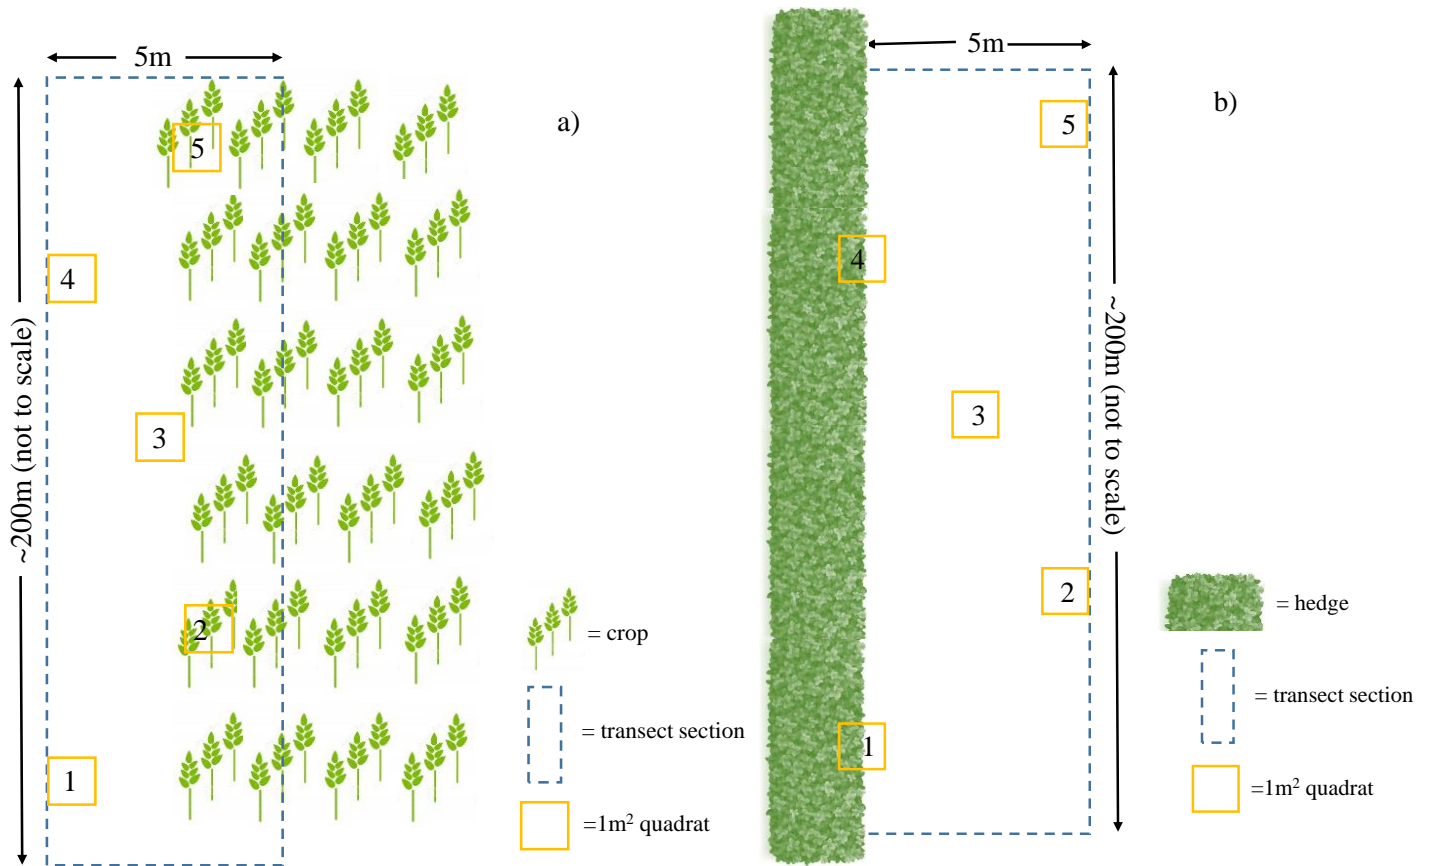 5m
a)
5
4
3
2
1
~200m (not to scale)
= crop
= transect section
=1m² quadrat
5m
b)
5
4
3
2
1
~200m (not to scale)
= hedge
= transect section
=1m² quadrat